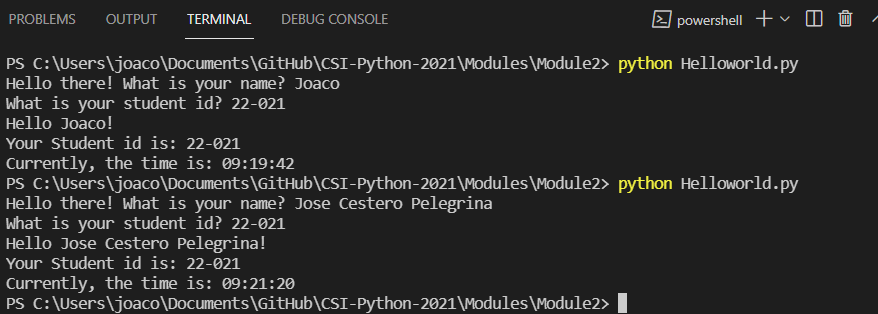 PROBLEMS OUTPUT TERMINAL DEBUG CONSOLE powershell
PS C:\Users\joaco\Documents\GitHub\CSI-Python-2021\Modules\Module2> python Helloworld.py
Hello there! What is your name? Joaco
What is your student id? 22-021
Hello Joaco!
Your Student id is: 22-021
Currently, the time is: 09:19:42
PS C:\Users\joaco\Documents\GitHub\CSI-Python-2021\Modules\Module2> python Helloworld.py
Hello there! What is your name? Jose Cestero Pelegrina
What is your student id? 22-021
Hello Jose Cestero Pelegrina!
Your Student id is: 22-021
Currently, the time is: 09:21:20
PS C:\Users\joaco\Documents\GitHub\CSI-Python-2021\Modules\Module2>